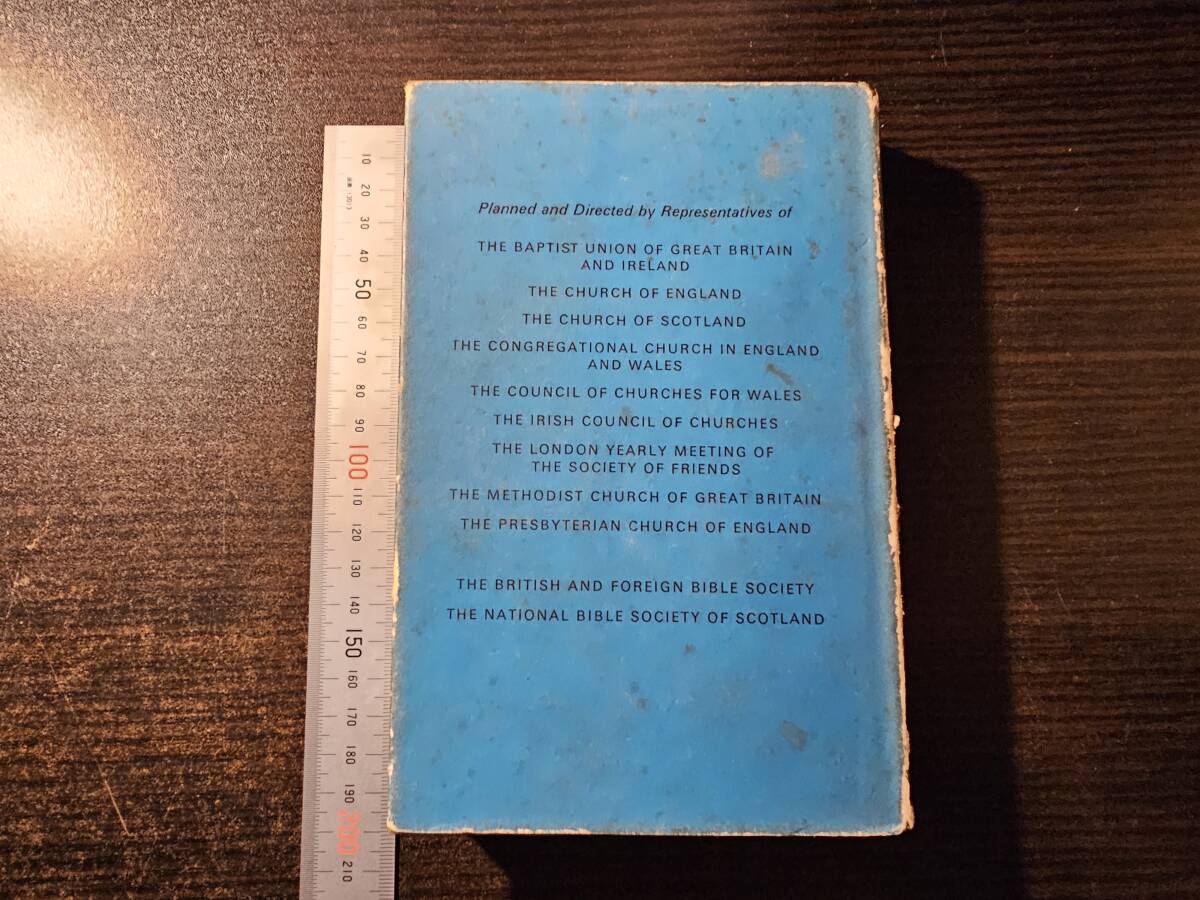 Planned and Directed by Representatives of
THE BAPTIST UNION OF GREAT BRITAIN
AND IRELAND
THE CHURCH OF ENGLAND
THE CHURCH OF SCOTLAND
THE CONGREGATIONAL CHURCH IN ENGLAND
AND WALES
THE COUNCIL OF CHURCHES FOR WALES
THE IRISH COUNCIL OF CHURCHES
THE LONDON YEARLY MEETING OF
THE SOCIETY OF FRIENDS
THE METHODIST CHURCH OF GREAT BRITAIN
THE PRESBYTERIAN CHURCH OF ENGLAND
THE BRITISH AND FOREIGN BIBLE SOCIETY
THE NATIONAL BIBLE SOCIETY OF SCOTLAND
10
20
30
40
50
60
70
80
90
100
110
120
130
140
150
160
170
180
190
200
210